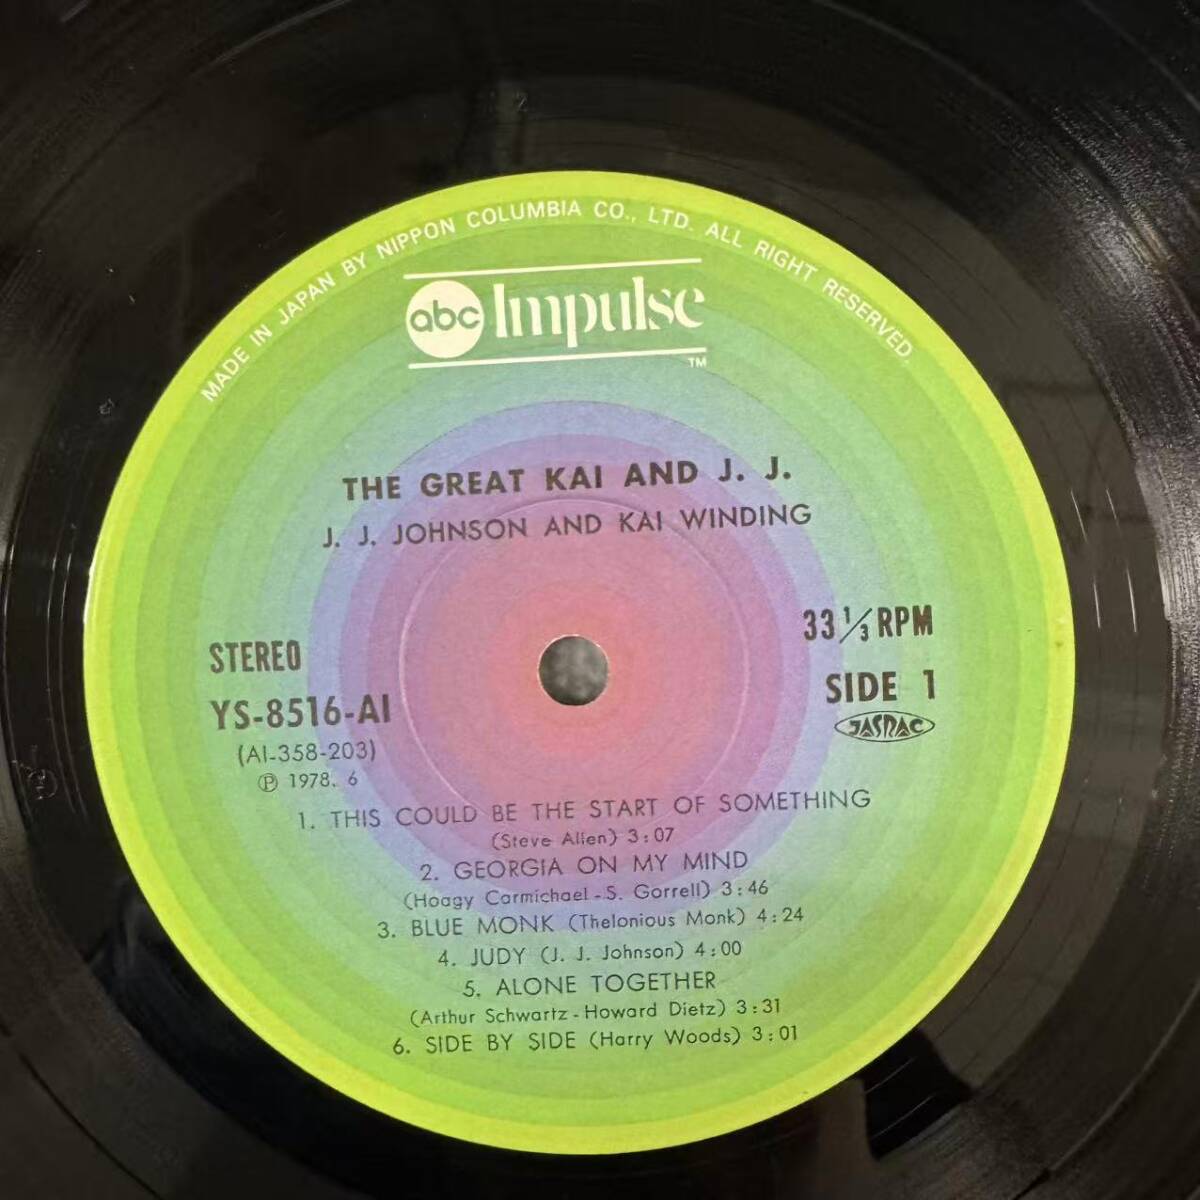 MADE IN JAPAN BY NIPPON COLUMBIA CO., LTD. ALL RIGHT RESERVED.
abc Impulse
TM
THE GREAT KAI AND J. J.
J. J. JOHNSON AND KAI WINDING
33 1/3 RPM
STEREO
SIDE 1
YS-8516-AI
JASRAC
(AI-358-203)
Ⓟ 1978. 6
1. THIS COULD BE THE START OF SOMETHING
(Steve Allen) 3:07
2. GEORGIA ON MY MIND
(Hoagy Carmichael - S. Gorrell) 3:46
3. BLUE MONK (Thelonious Monk) 4:24
4. JUDY (J. J. Johnson) 4:00
5. ALONE TOGETHER
(Arthur Schwartz - Howard Dietz) 3:31
6. SIDE BY SIDE (Harry Woods) 3:01